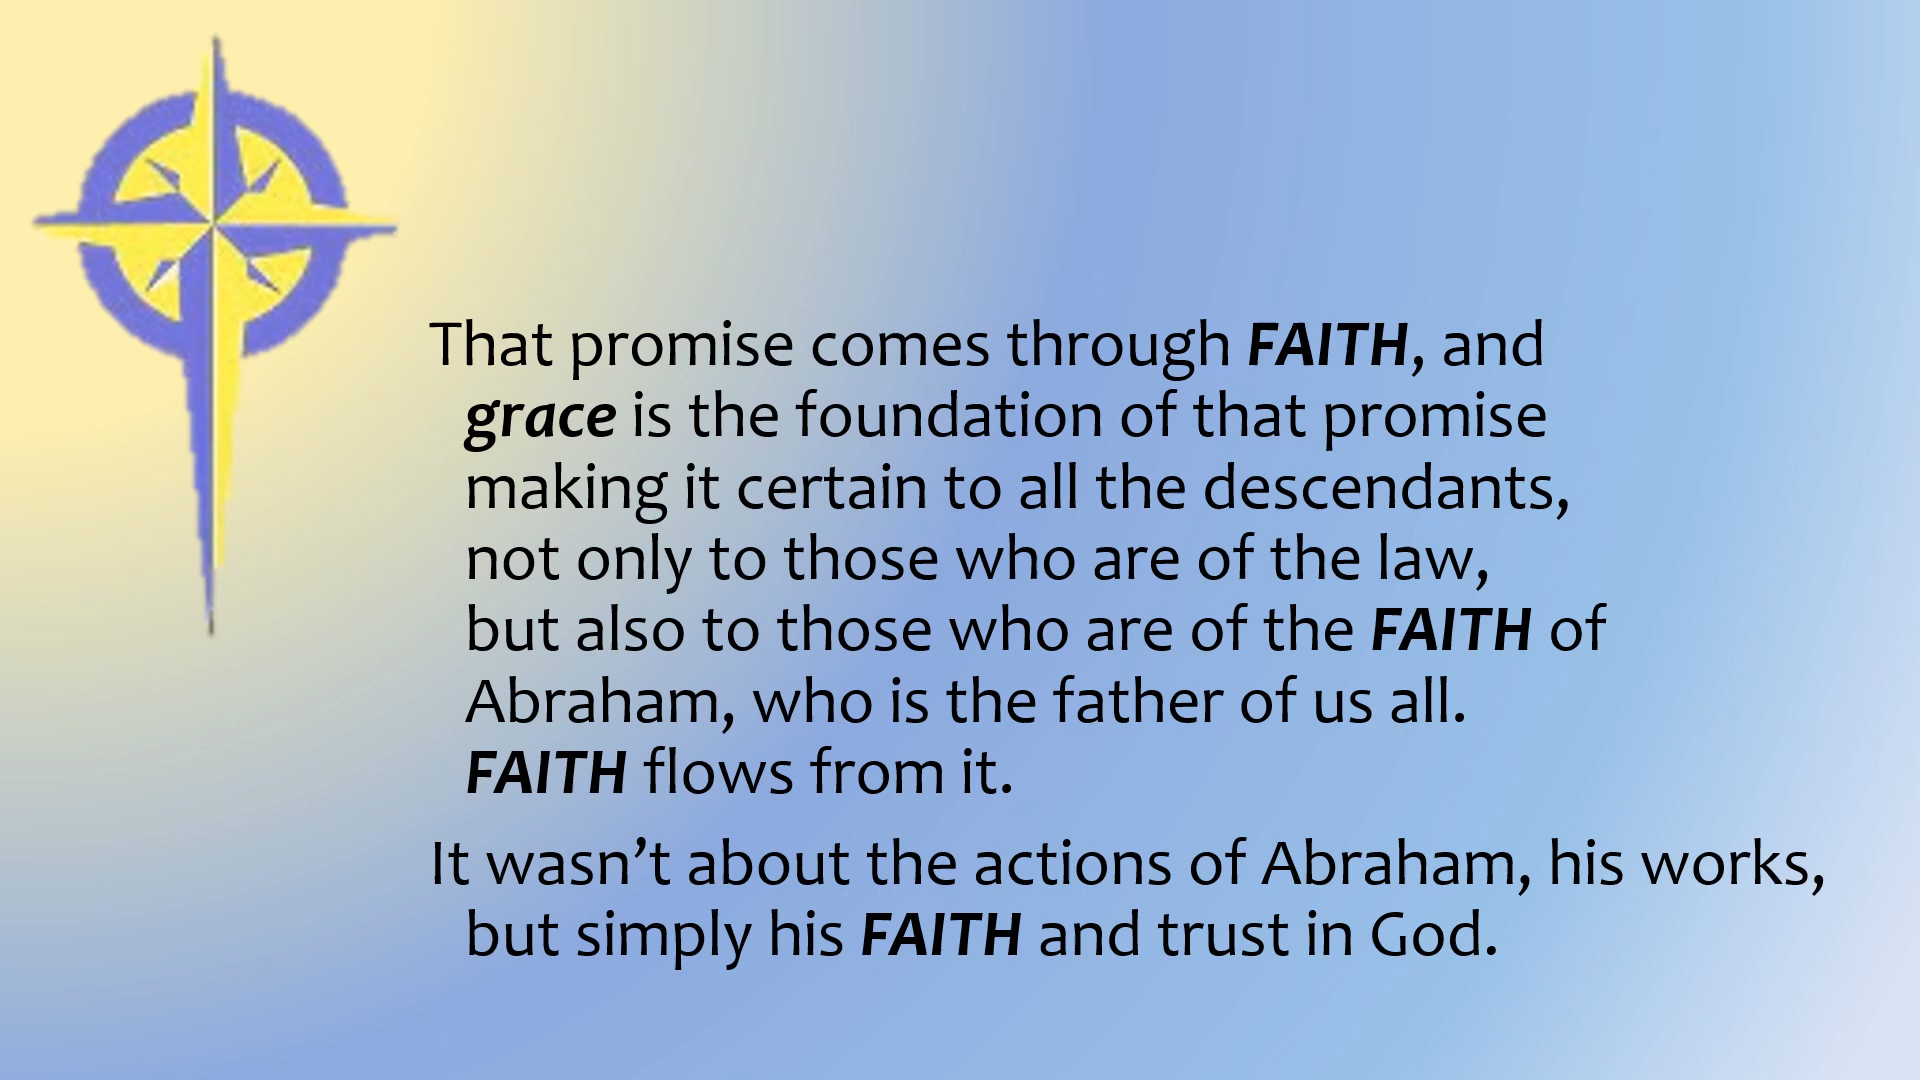 That promise comes through FAITH, and
grace is the foundation of that promise
making it certain to all the descendants,
not only to those who are of the law,
but also to those who are of the FAITH of
Abraham, who is the father of us all.
FAITH flows from it.
It wasn’t about the actions of Abraham, his works,
but simply his FAITH and trust in God.